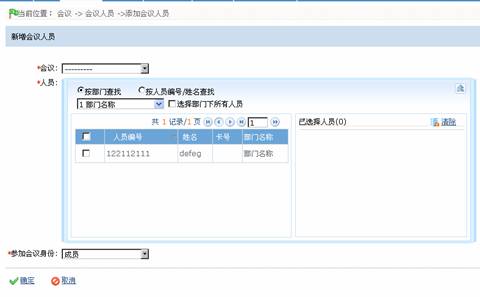 当前位置: 会议 -> 会议人员 ->添加会议人员
新增会议人员
*会议: ---------
*人员:
按部门查找 按人员编号/姓名查找
1 部门名称 选择部门下所有人员
共 1 记录/1 页 1
已选择人员(0) 清除
人员编号 姓名 卡号 部门名称
122112111 defeg 部门名称
*参加会议身份: 成员
确定 取消